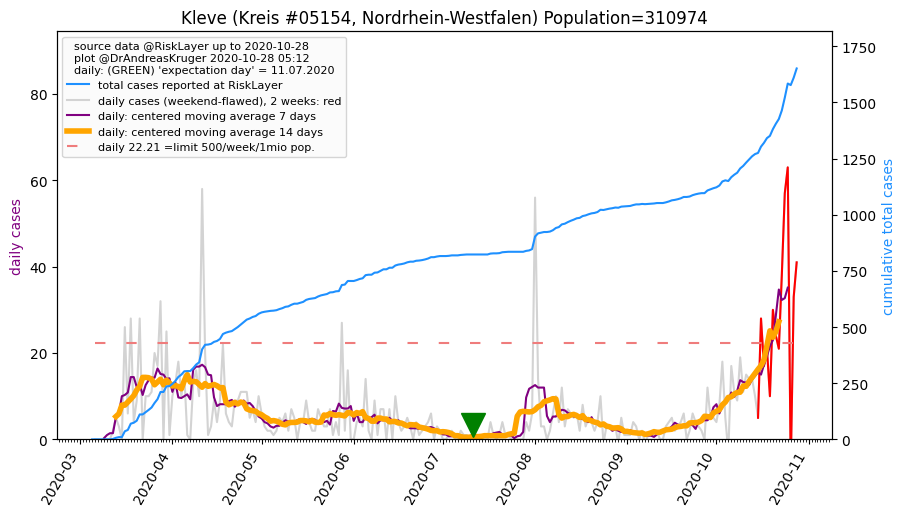 Kleve (Kreis #05154, Nordrhein-Westfalen) Population=310974
source data @RiskLayer up to 2020-10-28
plot @DrAndreasKruger 2020-10-28 05:12
daily: (GREEN) 'expectation day' = 11.07.2020
total cases reported at RiskLayer
daily cases (weekend-flawed), 2 weeks: red
daily: centered moving average 7 days
daily: centered moving average 14 days
daily 22.21 =limit 500/week/1mio pop.
daily cases
80
60
40
20
0
cumulative total cases
1750
1500
1250
1000
750
500
250
0
2020-03
2020-04
2020-05
2020-06
2020-07
2020-08
2020-09
2020-10
2020-11